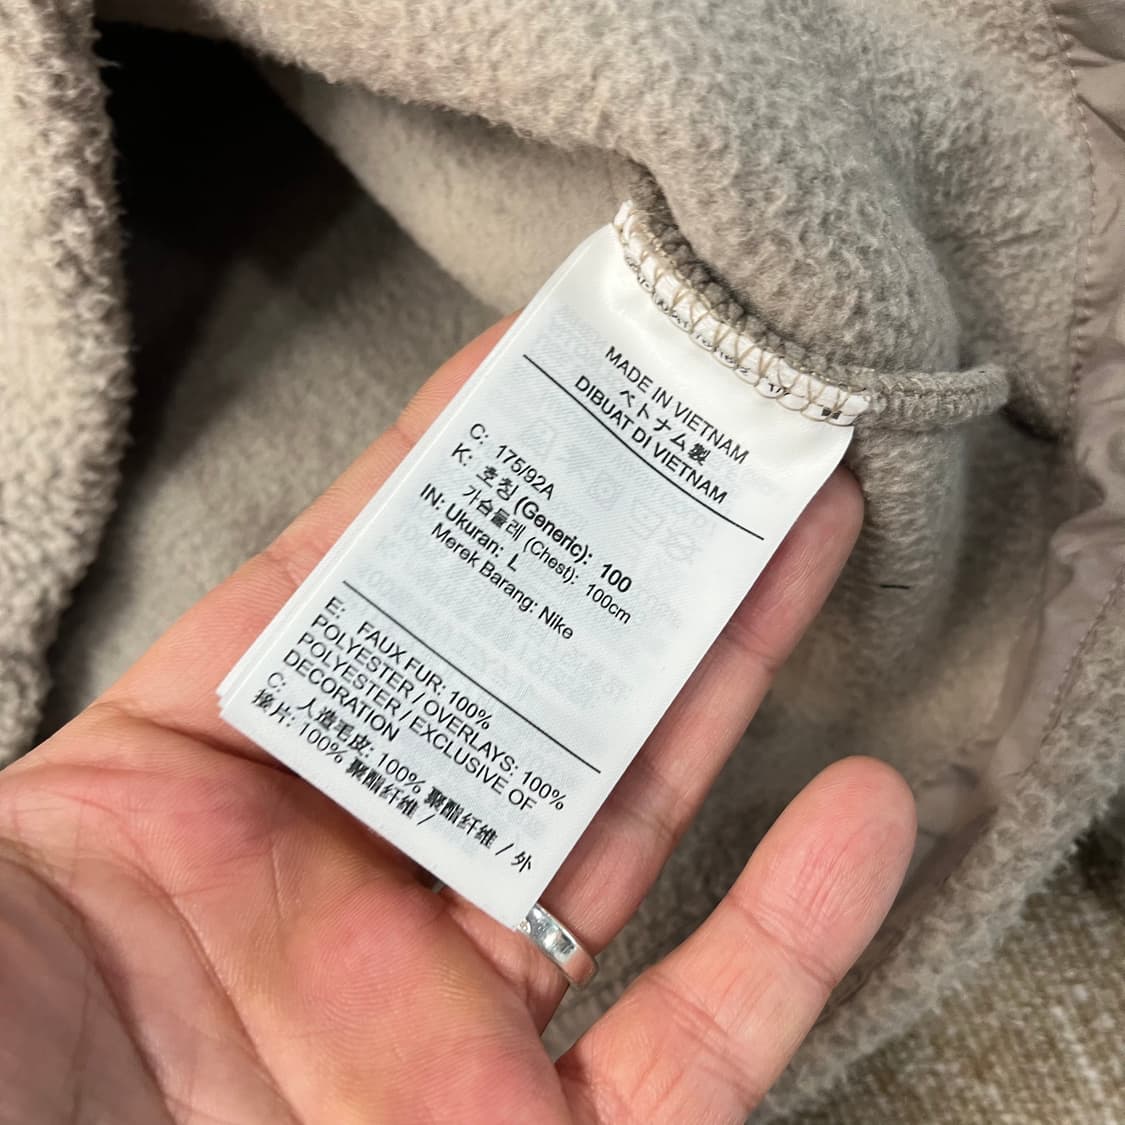 MADE IN VIETNAM
ベトナム製
DIBUAT DI VIETNAM
C: 175/92A
K: 호칭 (Generic): 100
가슴둘레 (Chest): 100cm
IN: Ukuran: L
Merek Barang: Nike
E: FAUX FUR: 100%
POLYESTER / OVERLAYS: 100%
POLYESTER / EXCLUSIVE OF
DECORATION
C: 人造毛皮: 100% 聚酯纤维 / 外
接片: 100% 聚酯纤维 /